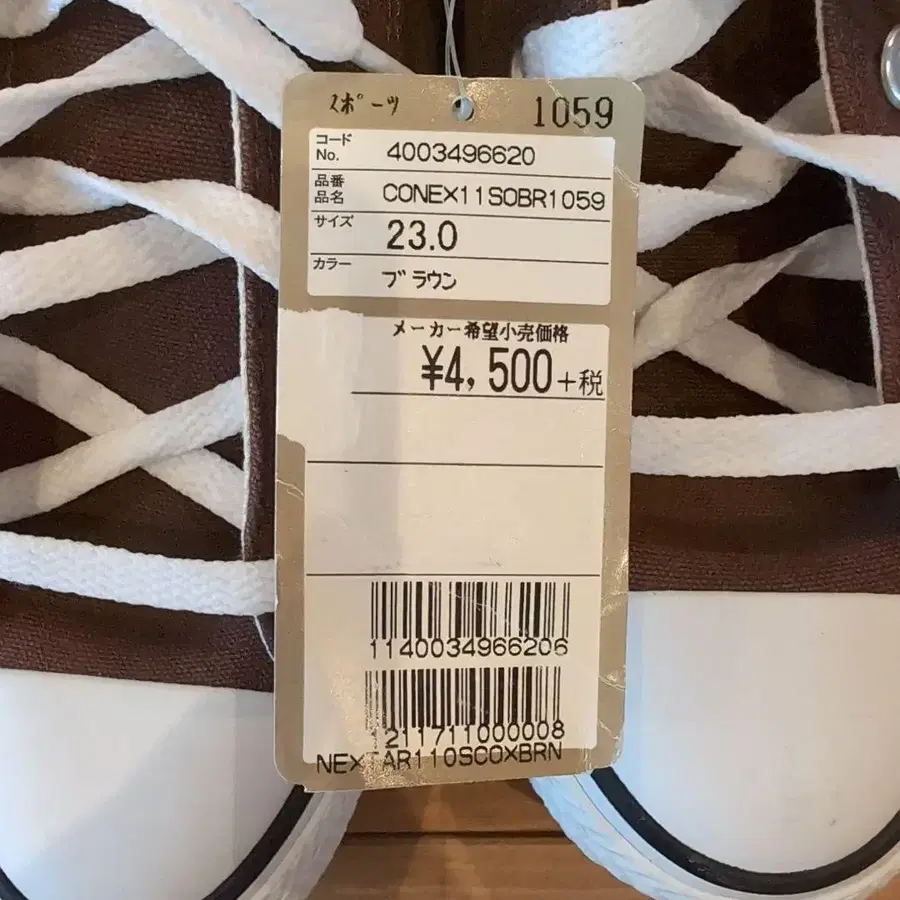 スポーツ 1059
コード
No. 4003496620
品番
品名 CONEX11SOBR1059
サイズ 23.0
カラー ブラウン
メーカー希望小売価格
¥4,500+税
1140034966206
211711000008
NEXTAR110SCOXBRN